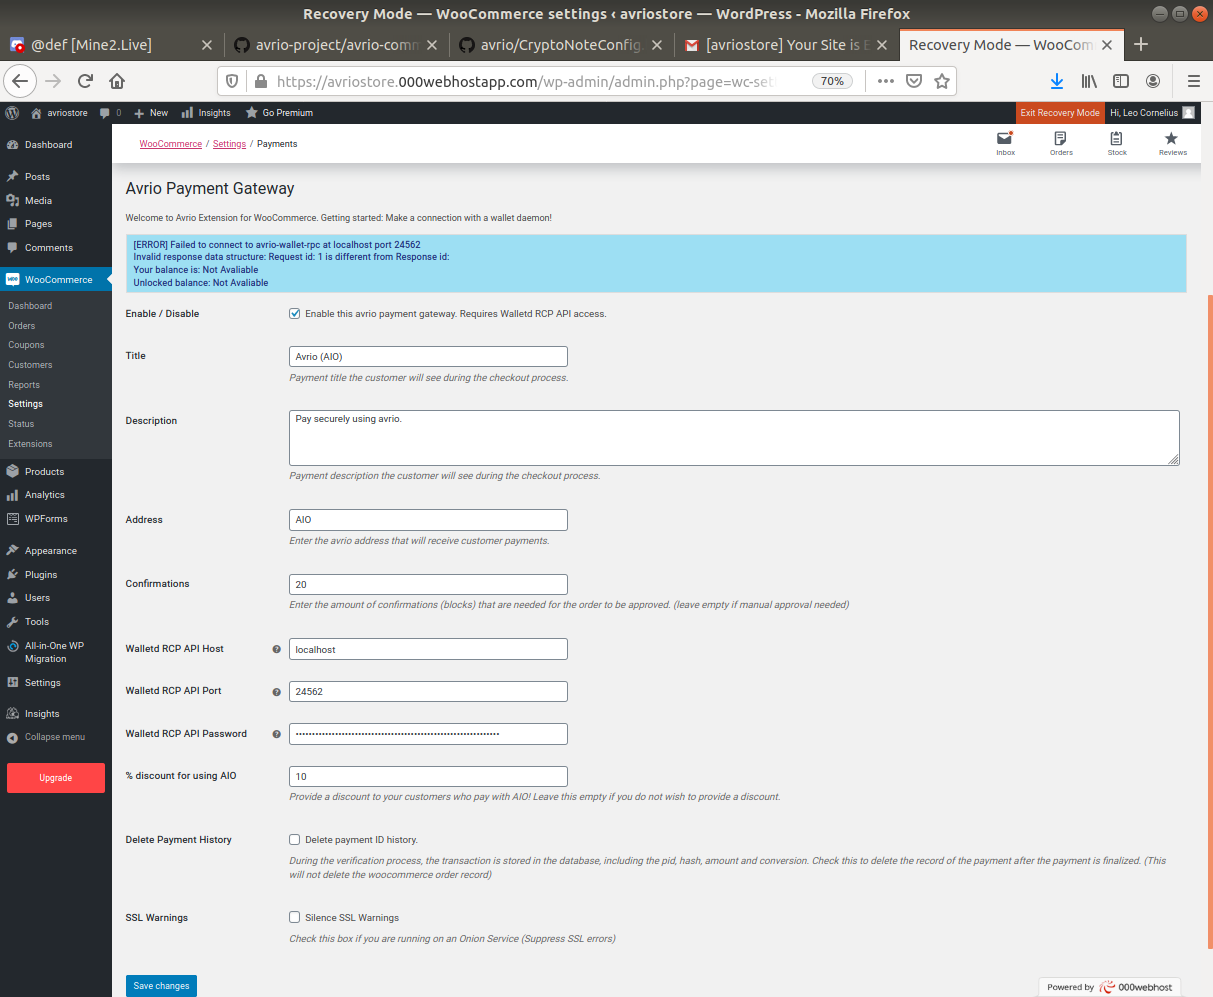 Recovery Mode — WooCommerce settings ‹ avriostore — WordPress - Mozilla Firefox
@def [Mine2.Live]
avrio-project/avrio-comm
avrio/CryptoNoteConfig.
[avriostore] Your Site is E
Recovery Mode — WooCom
https://avriostore.000webhostapp.com/wp-admin/admin.php?page=wc-set
70%
avriostore
0
New
Insights
Go Premium
Exit Recovery Mode
Hi, Leo Cornelius
Dashboard
Posts
Media
Pages
Comments
WooCommerce
Dashboard
Orders
Coupons
Customers
Reports
Settings
Status
Extensions
Products
Analytics
WPForms
Appearance
Plugins
Users
Tools
All-in-One WP
Migration
Settings
Insights
Collapse menu
Upgrade
WooCommerce / Settings / Payments
Inbox
Orders
Stock
Reviews
Avrio Payment Gateway
Welcome to Avrio Extension for WooCommerce. Getting started: Make a connection with a wallet daemon!
[ERROR] Failed to connect to avrio-wallet-rpc at localhost port 24562
Invalid response data structure: Request id: 1 is different from Response id:
Your balance is: Not Avaliable
Unlocked balance: Not Avaliable
Enable / Disable
Enable this avrio payment gateway. Requires Walletd RCP API access.
Title
Avrio (AIO)
Payment title the customer will see during the checkout process.
Description
Pay securely using avrio.
Payment description the customer will see during the checkout process.
Address
AIO
Enter the avrio address that will receive customer payments.
Confirmations
20
Enter the amount of confirmations (blocks) that are needed for the order to be approved. (leave empty if manual approval needed)
Walletd RCP API Host
localhost
Walletd RCP API Port
24562
Walletd RCP API Password
% discount for using AIO
10
Provide a discount to your customers who pay with AIO! Leave this empty if you do not wish to provide a discount.
Delete Payment History
Delete payment ID history.
During the verification process, the transaction is stored in the database, including the pid, hash, amount and conversion. Check this to delete the record of the payment after the payment is finalized. (This
will not delete the woocommerce order record)
SSL Warnings
Silence SSL Warnings
Check this box if you are running on an Onion Service (Suppress SSL errors)
Save changes
Powered by 000webhost